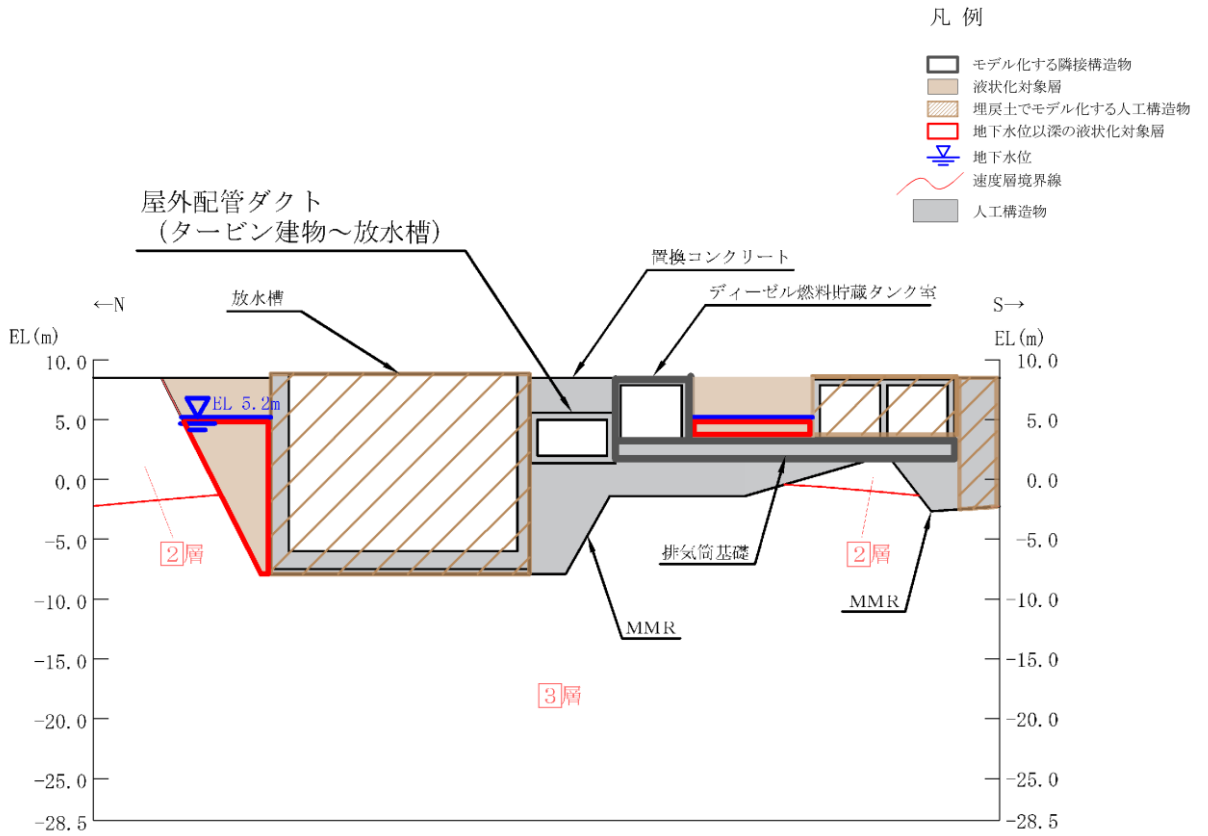 凡 例
モデル化する隣接構造物
液状化対象層
埋戻土でモデル化する人工構造物
地下水位以深の液状化対象層
地下水位
速度層境界線
人工構造物
屋外配管ダクト
（タービン建物～放水槽）
置換コンクリート
ディーゼル燃料貯蔵タンク室
放水槽
←N
S→
EL(m)
EL(m)
10.0
10.0
5.0
EL 5.2m
5.0
0.0
0.0
-5.0
②層
排気筒基礎
②層
-5.0
-10.0
MMR
MMR
-10.0
-15.0
-15.0
③層
-20.0
-20.0
-25.0
-25.0
-28.5
-28.5